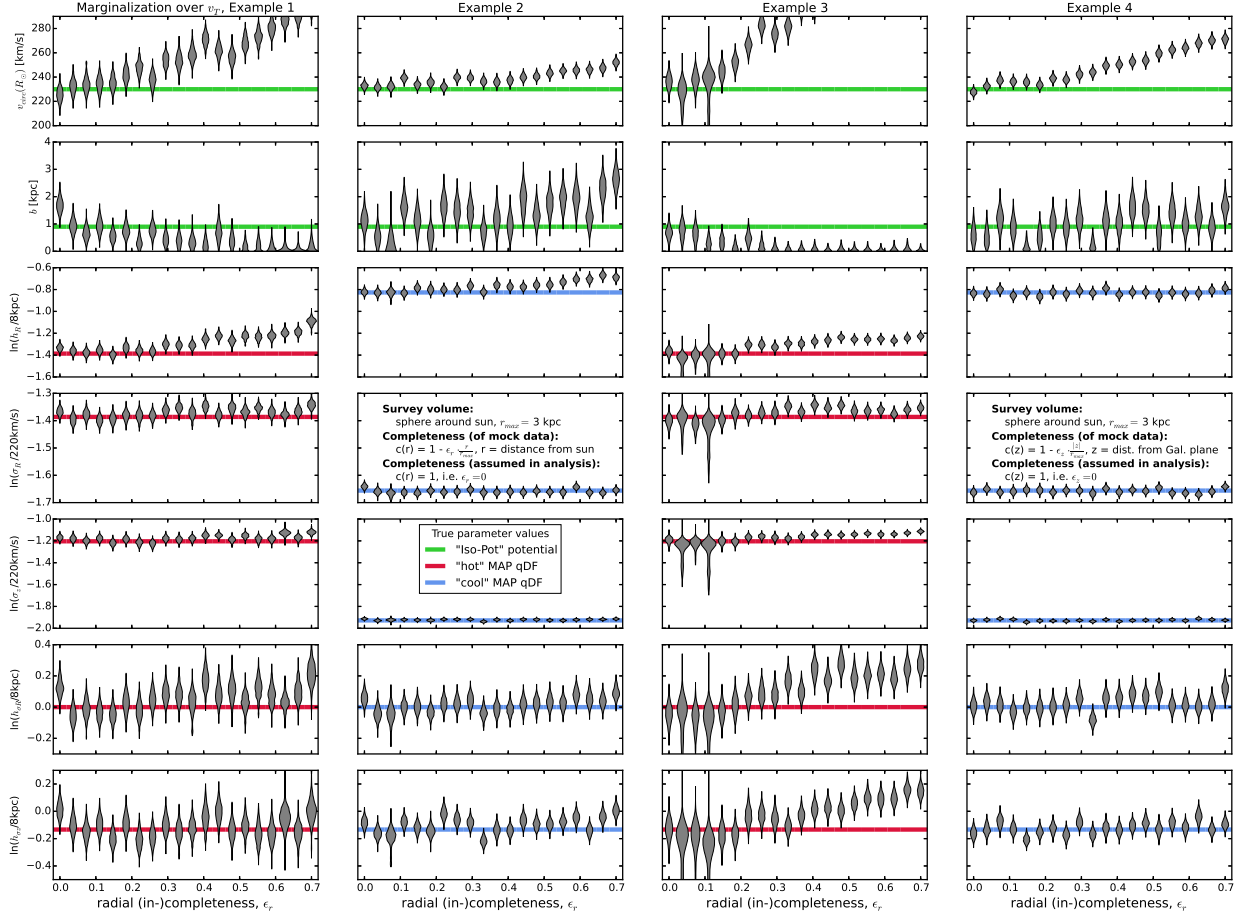 Marginalization over v_T, Example 1
Example 2
Example 3
Example 4
v_circ(R_⊙) [km/s]
280
260
240
220
200
b [kpc]
4
3
2
1
0
ln(h_R/8kpc)
−0.6
−0.8
−1.0
−1.2
−1.4
−1.6
ln(σ_R/220km/s)
−1.3
−1.4
−1.5
−1.6
−1.7
Survey volume:
sphere around sun, r_max = 3 kpc
Completeness (of mock data):
c(r) = 1 - ε_r · r/r_max, r = distance from sun
Completeness (assumed in analysis):
c(r) = 1, i.e. ε_r = 0
Survey volume:
sphere around sun, r_max = 3 kpc
Completeness (of mock data):
c(z) = 1 - ε_z · |z|/r_max, z = dist. from Gal. plane
Completeness (assumed in analysis):
c(z) = 1, i.e. ε_z = 0
ln(σ_z/220km/s)
−1.0
−1.2
−1.4
−1.6
−1.8
−2.0
True parameter values
"Iso-Pot" potential
"hot" MAP qDF
"cool" MAP qDF
ln(h_σR/8kpc)
0.4
0.2
0.0
−0.2
ln(h_σz/8kpc)
0.2
0.0
−0.2
−0.4
0.0 0.1 0.2 0.3 0.4 0.5 0.6 0.7
0.0 0.1 0.2 0.3 0.4 0.5 0.6 0.7
0.0 0.1 0.2 0.3 0.4 0.5 0.6 0.7
0.0 0.1 0.2 0.3 0.4 0.5 0.6 0.7
radial (in-)completeness, ε_r
radial (in-)completeness, ε_r
radial (in-)completeness, ε_r
radial (in-)completeness, ε_r